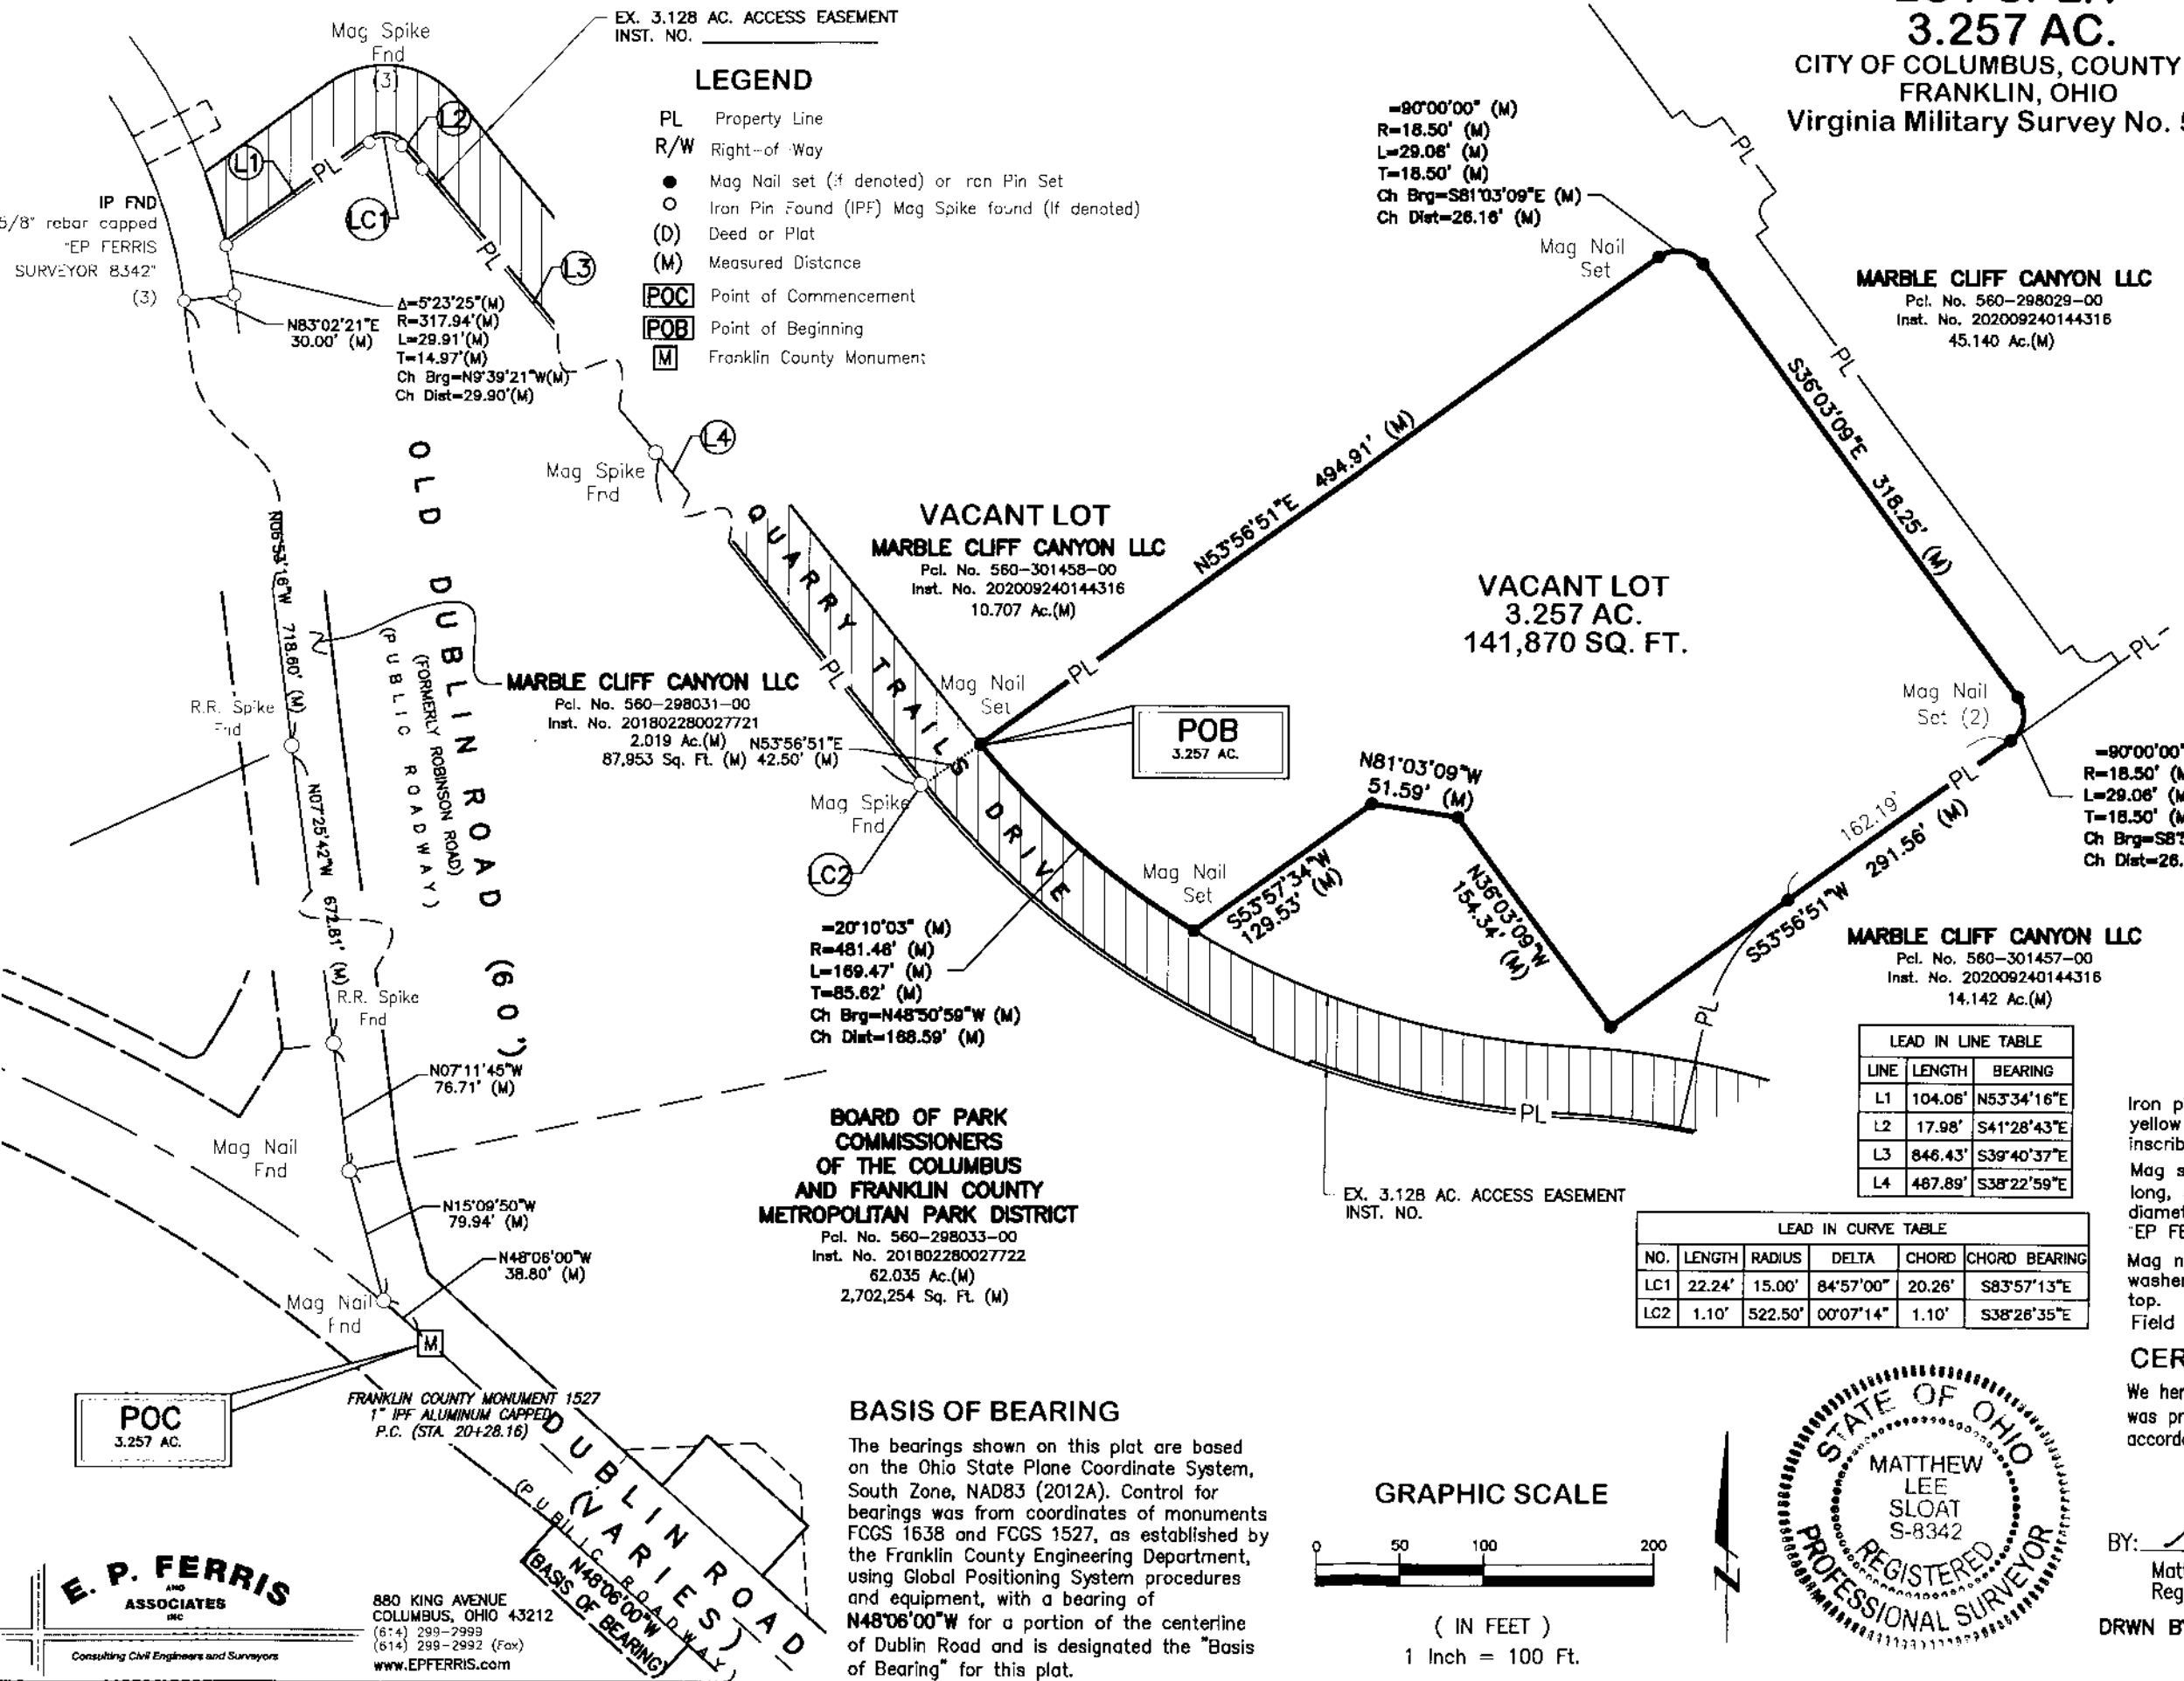 3.257 AC.
CITY OF COLUMBUS, COUNTY
FRANKLIN, OHIO
Virginia Military Survey No.
EX. 3.128 AC. ACCESS EASEMENT
INST. NO.
Mag Spike
Fnd
(3)
L1
L2
LC1
L3
PL
PL
IP FND
5/8" rebar capped
"EP FERRIS
SURVEYOR 8342"
(3)
N83°02'21"E
30.00' (M)
Δ=5°23'25"(M)
R=317.94'(M)
L=29.91'(M)
T=14.97'(M)
Ch Brg=N9°39'21"W(M)
Ch Dist=29.90'(M)
LEGEND
PL Property Line
R/W Right-of Way
Mag Nail set (if denoted) or ron Pin Set
Iron Pin Found (IPF) Mag Spike found (If denoted)
(D) Deed or Plat
(M) Measured Distance
POC Point of Commencement
POB Point of Beginning
M Franklin County Monument
=90°00'00" (M)
R=18.50' (M)
L=29.06' (M)
T=18.50' (M)
Ch Brg=S81°03'09"E (M)
Ch Dist=26.16' (M)
Mag Nail
Set
PL
PL
MARBLE CLIFF CANYON LLC
Pcl. No. 560-298029-00
Inst. No. 202009240144316
45.140 Ac.(M)
S36°03'09"E 318.25' (M)
N53°56'51"E 494.91' (M)
PL
L4
Mag Spike
Fnd
VACANT LOT
MARBLE CLIFF CANYON LLC
Pcl. No. 560-301458-00
Inst. No. 202009240144316
10.707 Ac.(M)
VACANT LOT
3.257 AC.
141,870 SQ. FT.
QUARRY TRAILS DRIVE
PL
OLD DUBLIN ROAD (60')
(FORMERLY ROBINSON ROAD)
(PUBLIC ROADWAY)
N06°53'16"W 718.60' (M)
R.R. Spike
Fnd
N07°25'42"W 672.81' (M)
MARBLE CLIFF CANYON LLC
Pcl. No. 560-298031-00
Inst. No. 201802280027721
2.019 Ac.(M)
87,953 Sq. Ft. (M)
N53°56'51"E
42.50' (M)
Mag Nail
Set
POB
3.257 AC.
Mag Spike
Fnd
LC2
=20°10'03" (M)
R=481.46' (M)
L=169.47' (M)
T=85.62' (M)
Ch Brg=N48°50'59"W (M)
Ch Dist=168.59' (M)
Mag Nail
Set
S53°57'34"W
129.53' (M)
N81°03'09"W
51.59' (M)
N36°03'09"W
154.34' (M)
Mag Nail
Set (2)
PL
PL
162.19'
S53°56'51"W 291.56' (M)
PL
=90°00'00"
R=18.50'
L=29.06'
T=18.50'
Ch Dist=26.
MARBLE CLIFF CANYON LLC
Pcl. No. 560-301457-00
Inst. No. 202009240144316
14.142 Ac.(M)
R.R. Spike
Fnd
N07°11'45"W
76.71' (M)
Mag Nail
Fnd
N15°09'50"W
79.94' (M)
N48°06'00"W
38.80' (M)
Mag Nail
Fnd
M
POC
3.257 AC.
FRANKLIN COUNTY MONUMENT 1527
1" IPF ALUMINUM CAPPED
P.C. (STA. 20+28.16)
BOARD OF PARK
COMMISSIONERS
OF THE COLUMBUS
AND FRANKLIN COUNTY
METROPOLITAN PARK DISTRICT
Pcl. No. 560-298033-00
Inst. No. 201802280027722
62.035 Ac.(M)
2,702,254 Sq. Ft. (M)
PL
EX. 3.128 AC. ACCESS EASEMENT
INST. NO.
LEAD IN LINE TABLE
LINE LENGTH BEARING
L1 104.06' N53°34'16"E
L2 17.98' S41°28'43"E
L3 846.43' S39°40'37"E
L4 467.89' S38°22'59"E
LEAD IN CURVE TABLE
NO. LENGTH RADIUS DELTA CHORD CHORD BEARING
LC1 22.24' 15.00' 84°57'00" 20.26' S83°57'13"E
LC2 1.10' 522.50' 00°07'14" 1.10' S38°26'35"E
Iron
yellow
inscrib
Mag
long,
diamet
"EP
Mag
washer
top.
Field
CER
We
was
accord
DUBLIN ROAD
(VARIES)
(PUBLIC ROADWAY)
N48°06'00"W
(BASIS OF BEARING)
BASIS OF BEARING
The bearings shown on this plat are based
on the Ohio State Plane Coordinate System,
South Zone, NAD83 (2012A). Control for
bearings was from coordinates of monuments
FCGS 1638 and FCGS 1527, as established by
the Franklin County Engineering Department,
using Global Positioning System procedures
and equipment, with a bearing of
N48°06'00"W for a portion of the centerline
of Dublin Road and is designated the "Basis
of Bearing" for this plat.
GRAPHIC SCALE
0 50 100 200
( IN FEET )
1 Inch = 100 Ft.
N
STATE OF OHIO
MATTHEW
LEE
SLOAT
S-8342
REGISTERED
PROFESSIONAL SURVEYOR
BY:
Mat
Reg
DRWN B
E. P. FERRIS
AND
ASSOCIATES
INC
Consulting Civil Engineers and Surveyors
880 KING AVENUE
COLUMBUS, OHIO 43212
(614) 299-2999
(614) 299-2992 (Fax)
www.EPFERRIS.com